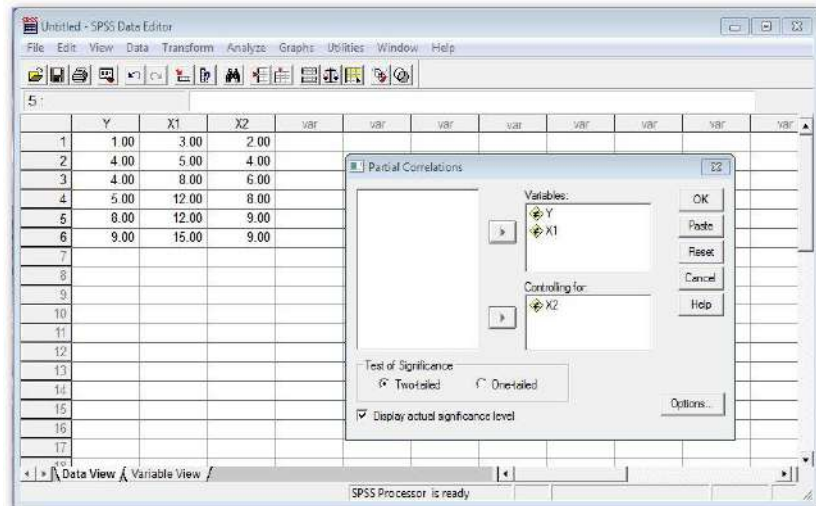 Untitled - SPSS Data Editor
File Edit View Data Transform Analyze Graphs Utilities Window Help
5 :
Y X1 X2 var var var var var var var var
1 1.00 3.00 2.00
2 4.00 5.00 4.00
3 4.00 8.00 6.00
4 5.00 12.00 8.00
5 8.00 12.00 9.00
6 9.00 15.00 9.00
7
8
9
10
11
12
13
14
15
16
17
Partial Correlations
Variables:
Y
X1
Controlling for:
X2
OK
Paste
Reset
Cancel
Help
Test of Significance
Two-tailed One-tailed
Display actual significance level
Options...
Data View Variable View
SPSS Processor is ready